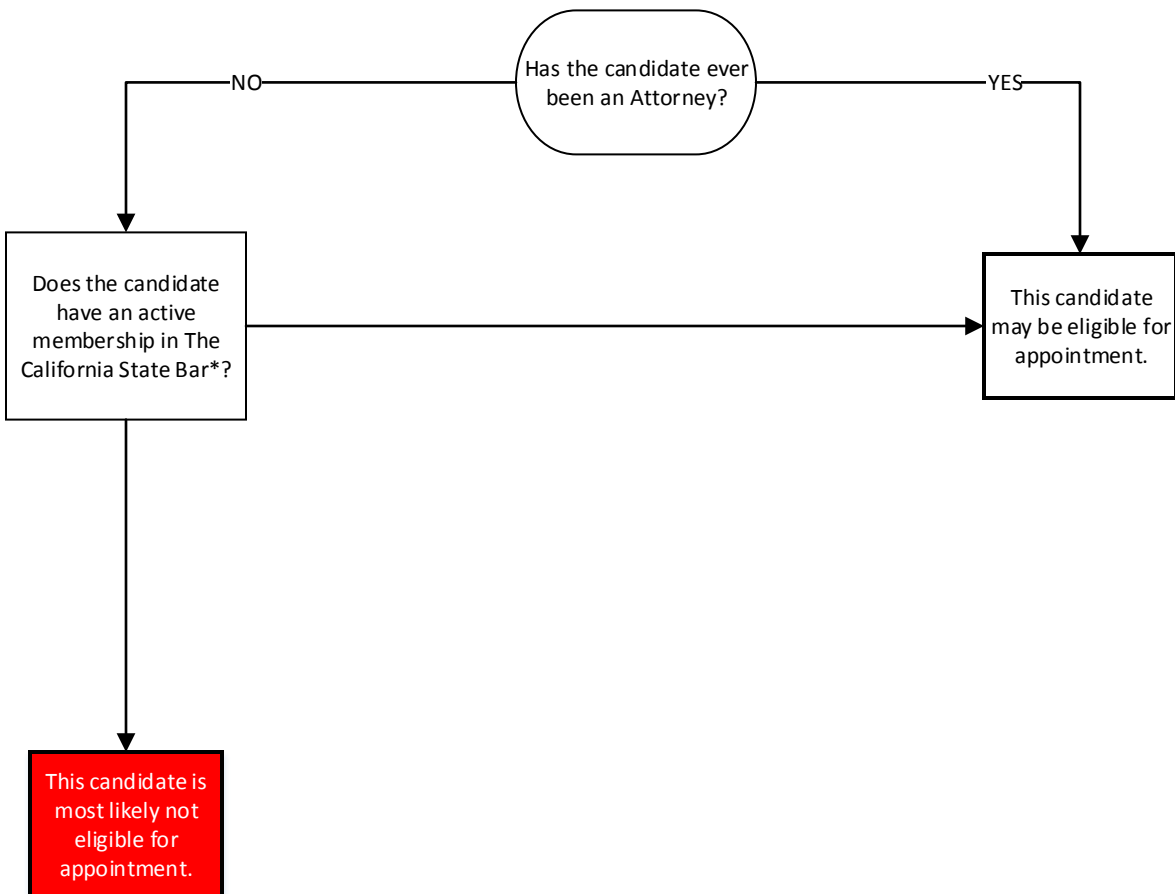 Has the candidate ever
been an Attorney?
NO
YES
Does the candidate
have an active
membership in The
California State Bar*?
This candidate
may be eligible for
appointment.
This candidate is
most likely not
eligible for
appointment.